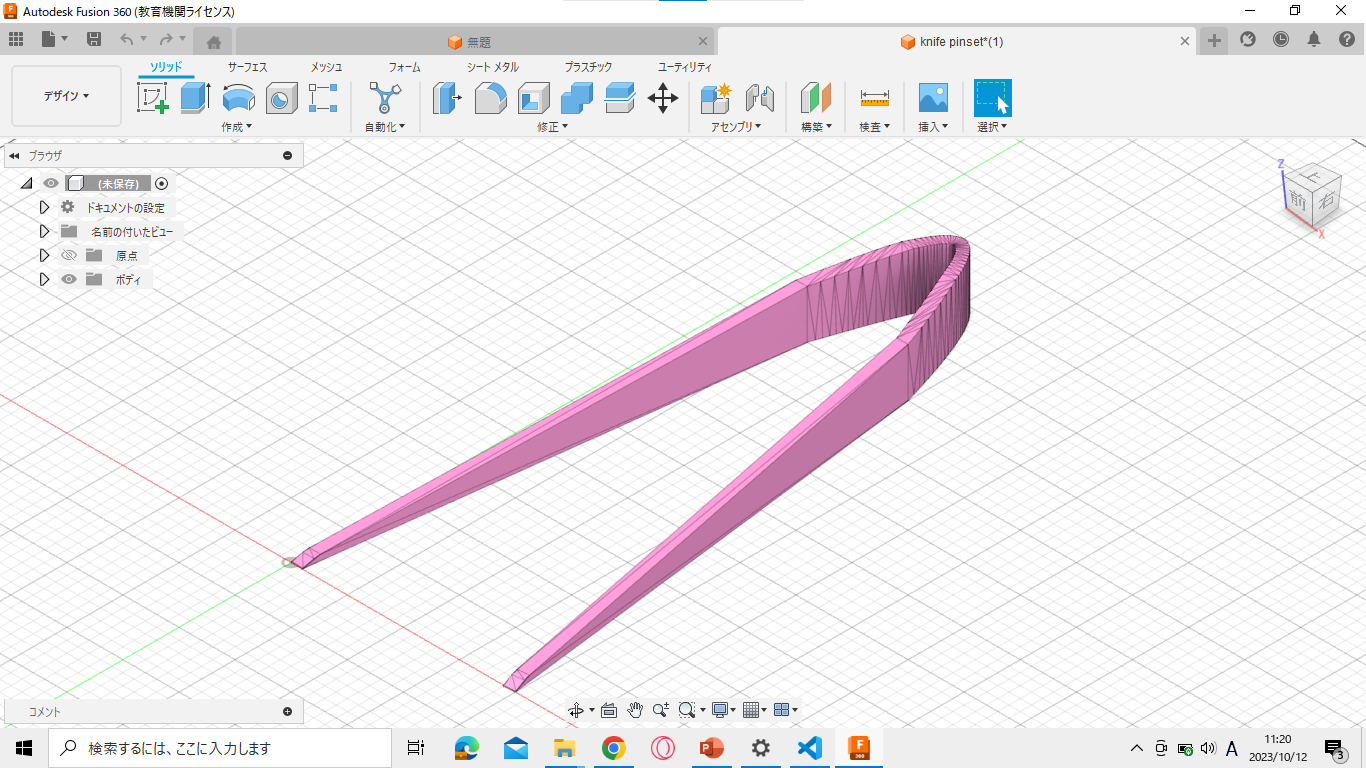 Autodesk Fusion 360 (教育機関ライセンス)
無題
knife pinset*(1)
デザイン
ソリッド
サーフェス
メッシュ
フォーム
シート メタル
プラスチック
ユーティリティ
作成
自動化
修正
アセンブリ
構築
検査
挿入
選択
ブラウザ
(未保存)
ドキュメントの設定
名前の付いたビュー
原点
ボディ
Z
上
前
右
X
コメント
検索するには、ここに入力します
A
11:20
2023/10/12
3